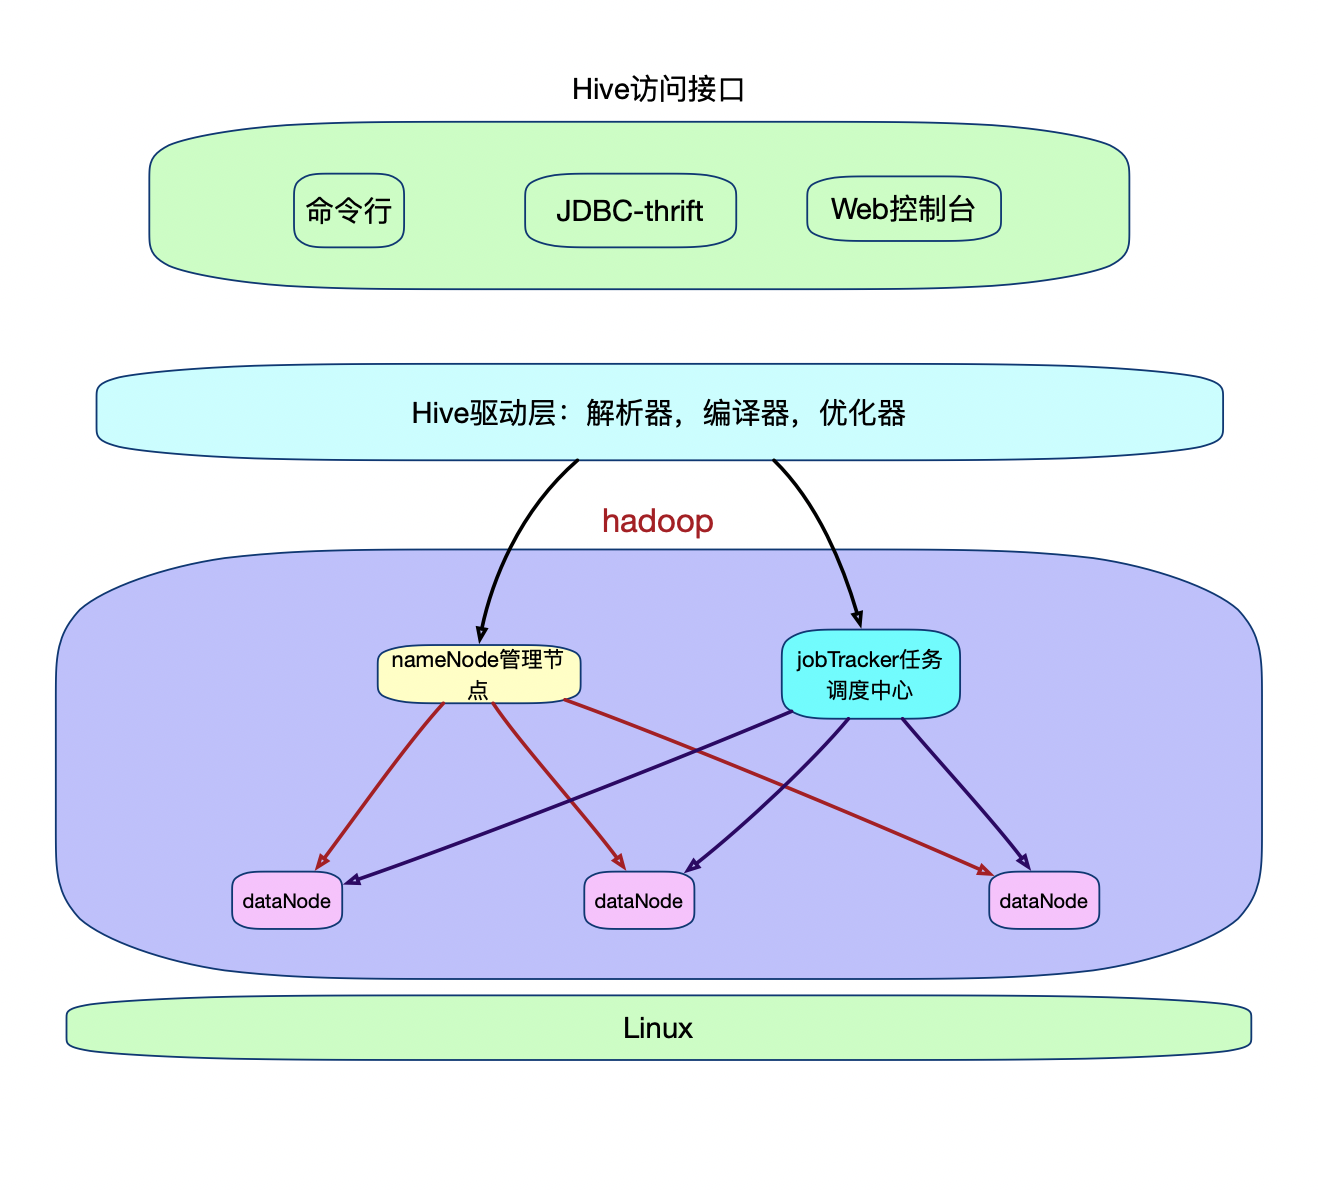 Hive访问接口
命令行
JDBC-thrift
Web控制台
Hive驱动层：解析器，编译器，优化器
hadoop
nameNode管理节
点
jobTracker任务
调度中心
dataNode
dataNode
dataNode
Linux